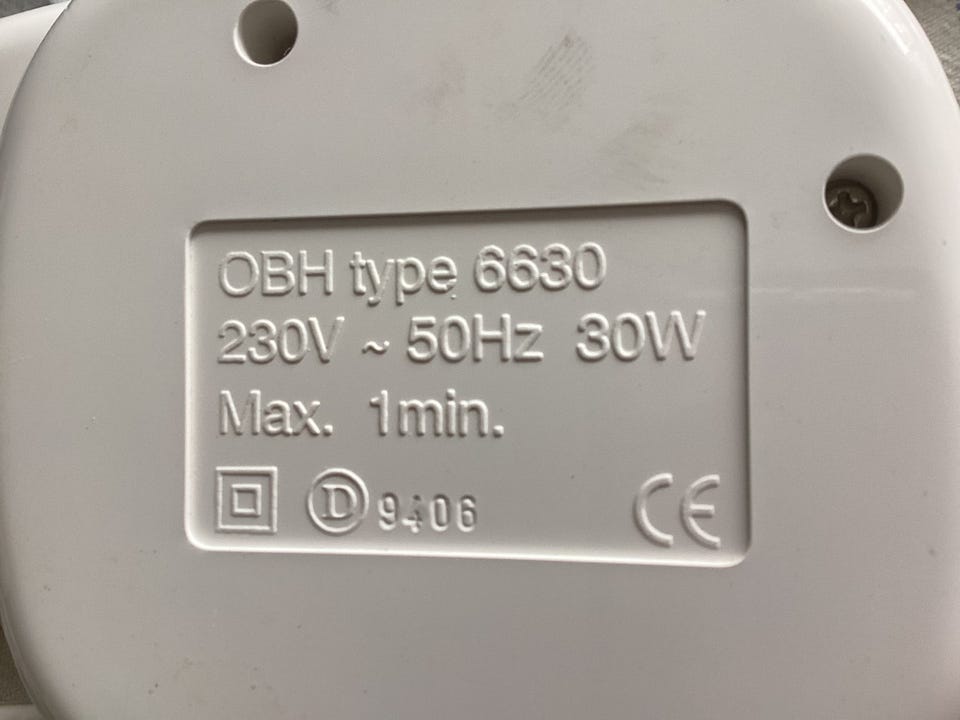 OBH type 6630
230V ~ 50Hz 30W
Max. 1min.
D 9406 CE